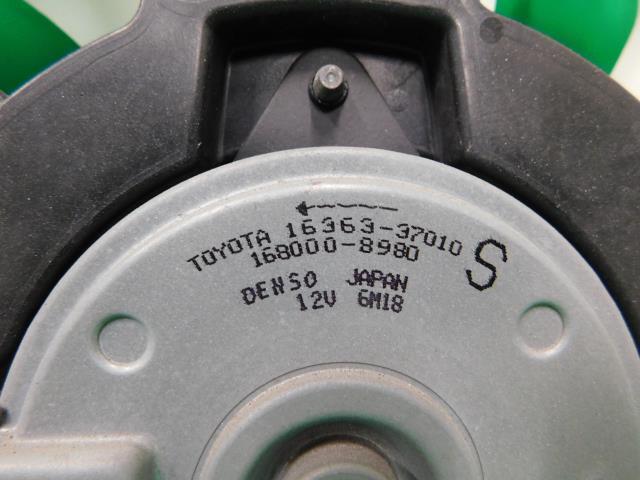 TOYOTA 16363-37010
168000-8980
S
DENSO JAPAN
12V 6M18